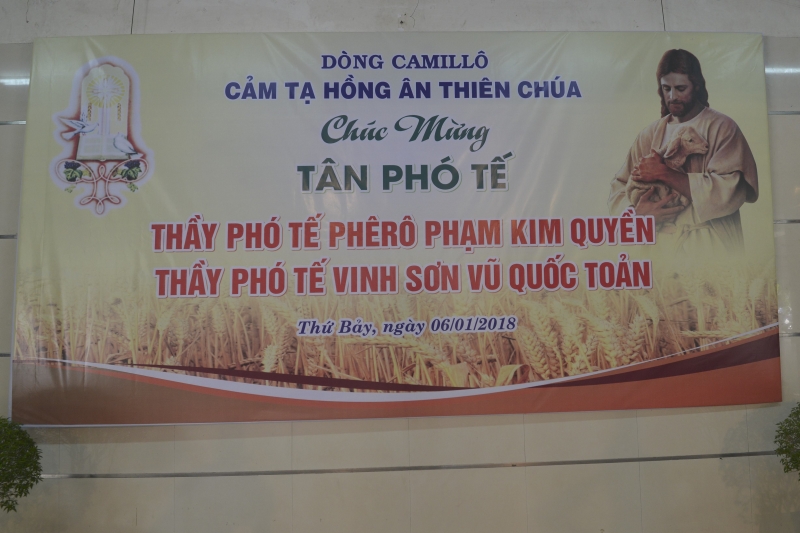 DÒNG CAMILLÔ
CẢM TẠ HỒNG ÂN THIÊN CHÚA
Chúc Mừng
TÂN PHÓ TẾ
THẦY PHÓ TẾ PHÊRÔ PHẠM KIM QUYỀN
THẦY PHÓ TẾ VINH SƠN VŨ QUỐC TOẢN
Thứ Bảy, ngày 06/01/2018